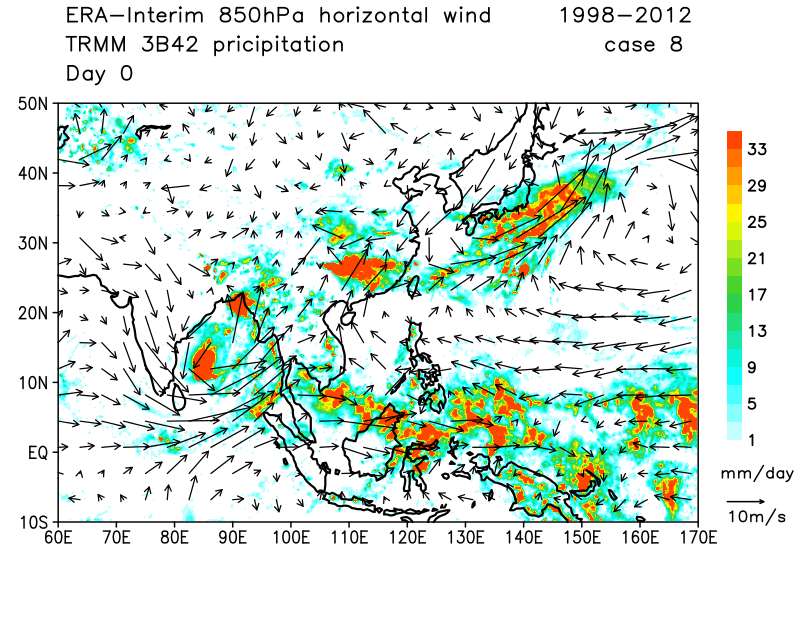 ERA-Interim 850hPa horizontal wind 1998-2012
TRMM 3B42 pricipitation case 8
Day 0
50N
40N
30N
20N
10N
EQ
10S
60E 70E 80E 90E 100E 110E 120E 130E 140E 150E 160E 170E
33
29
25
21
17
13
9
5
1
mm/day
10m/s